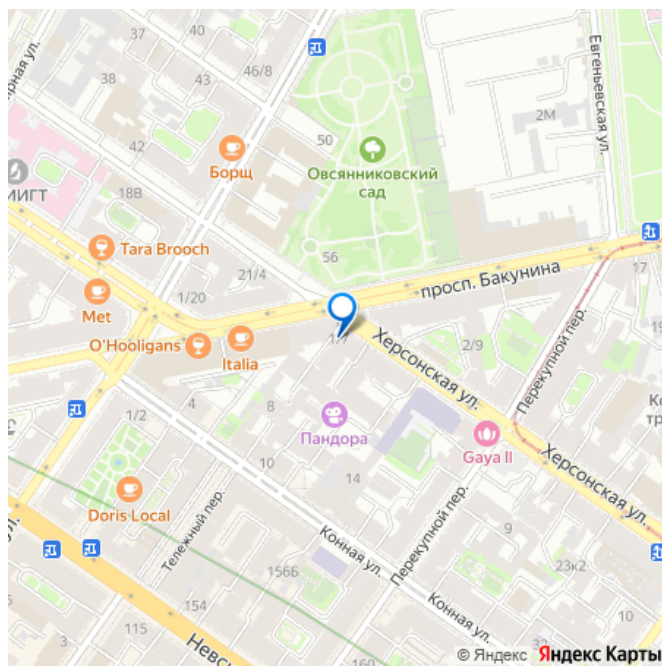 Евгеньевская ул.
37
40
38
43
46/8
50
2М
42
Борщ
Овсянниковский
сад
ИИГТ
18В
Tara Brooch
56
21/4
просп. Бакунина
17
Met
1/20
O'Hooligans
Italia
Херсонская ул.
2/9
Перекупной пер.
1/2
4
8
Пандора
Gaya II
10
14
Херсонская ул.
Doris Local
Тележный пер.
Конная ул.
Перекупной пер.
9
23к2
156Б
154
115
3
5
Конная ул.
32
10
© Яндекс Яндекс Карты